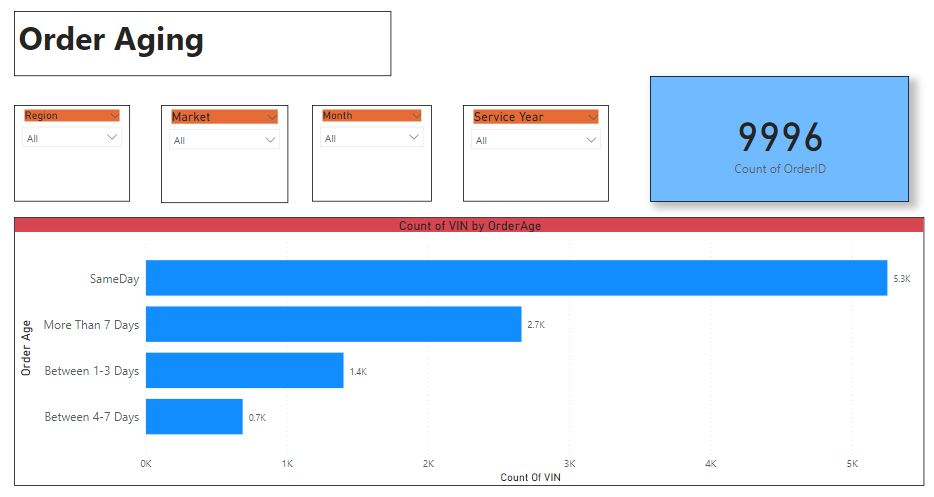 Order Aging
Region
All
Market
All
Month
All
Service Year
All
9996
Count of OrderID
Count of VIN by OrderAge
Order Age
SameDay
5.3K
More Than 7 Days
2.7K
Between 1-3 Days
1.4K
Between 4-7 Days
0.7K
0K 1K 2K 3K 4K 5K
Count Of VIN